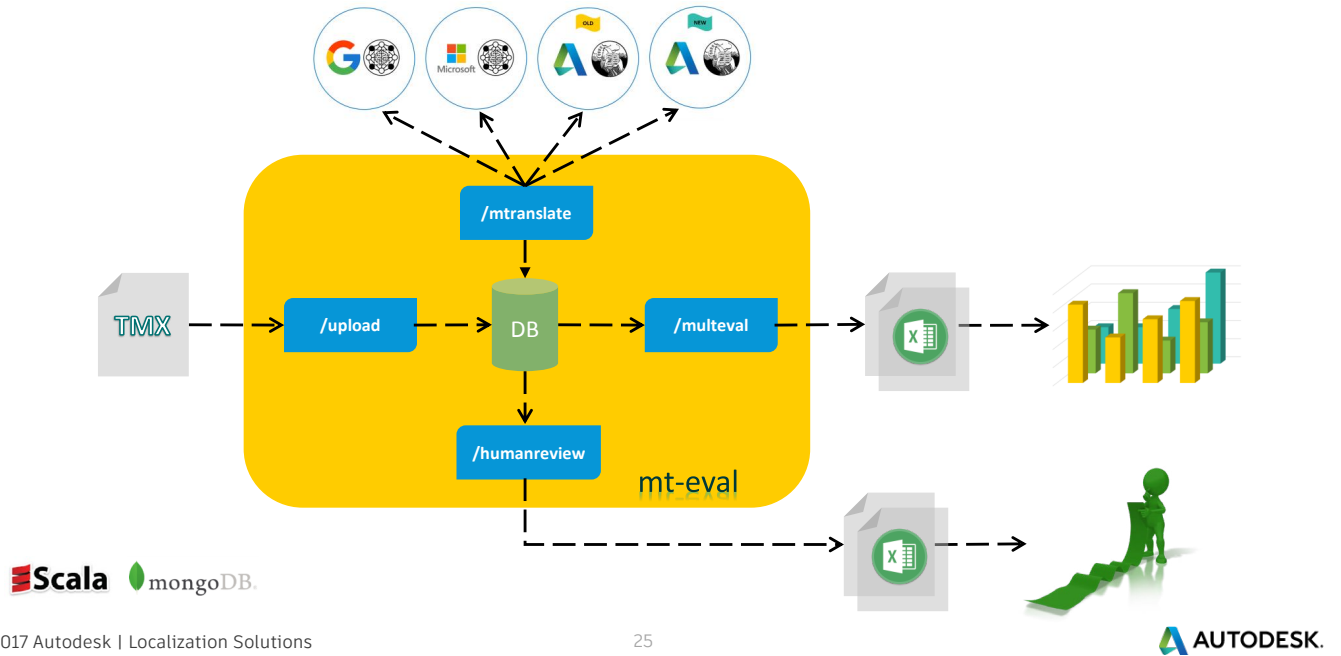 OLD
NEW
G
Microsoft
/mtranslate
TMX
/upload
DB
/multeval
X
/humanreview
mt-eval
X
Scala
mongoDB.
017 Autodesk | Localization Solutions
25
AUTODESK.